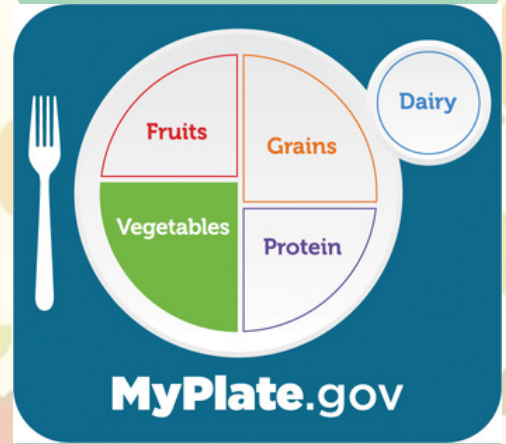 Dairy
Fruits
Grains
Vegetables
Protein
MyPlate.gov